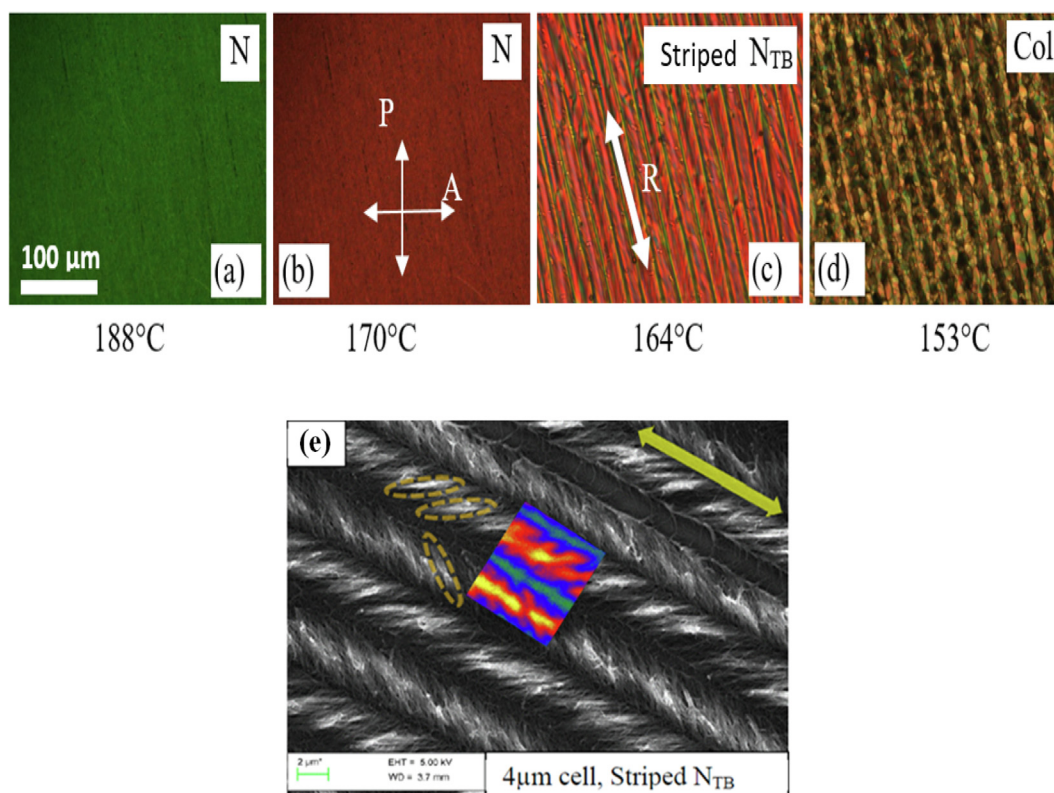 N
(a)
100 µm
N
P
A
(b)
Striped N_TB
R
(c)
Col
(d)
188°C
170°C
164°C
153°C
(e)
2 µm*
EHT = 5.00 kV
WD = 3.7 mm
4µm cell, Striped N_TB